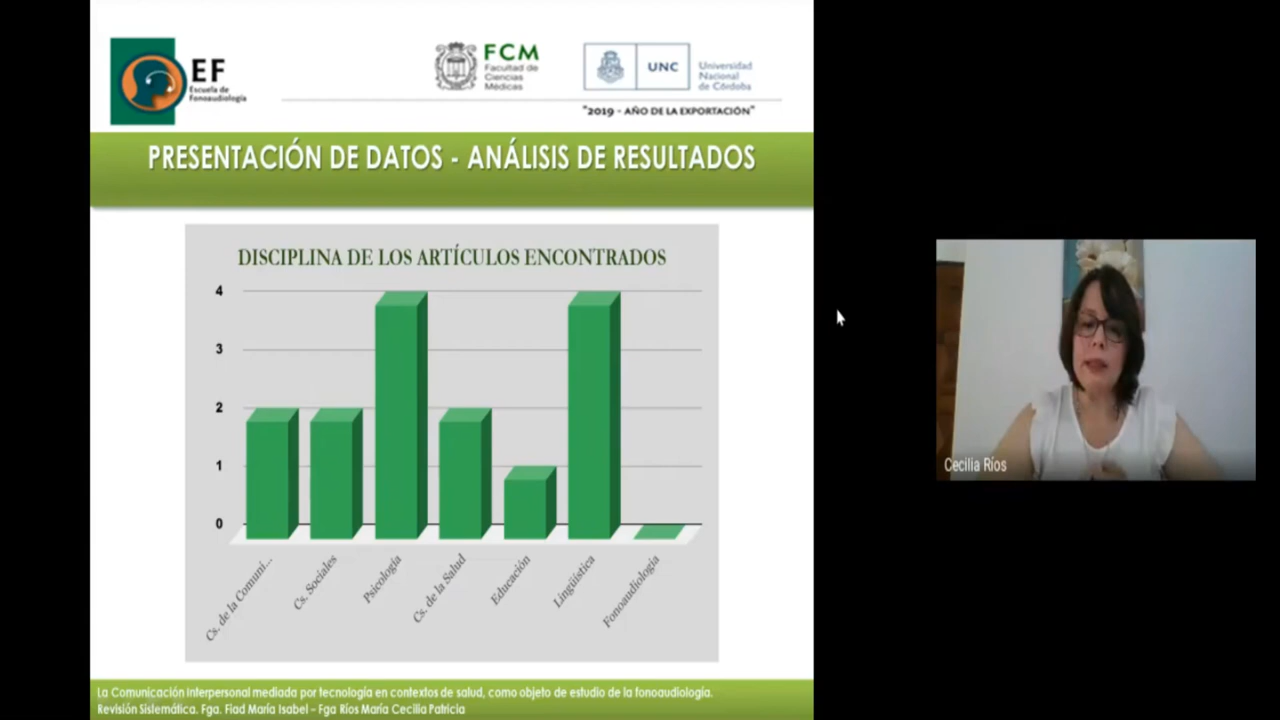 EF
Escuela de
Fonoaudiología
FCM
Facultad de
Ciencias
Médicas
UNC
Universidad
Nacional
de Córdoba
"2019 - AÑO DE LA EXPORTACIÓN"
PRESENTACIÓN DE DATOS - ANÁLISIS DE RESULTADOS
DISCIPLINA DE LOS ARTÍCULOS ENCONTRADOS
4
3
2
1
0
Cs. de la Comuni...
Cs. Sociales
Psicología
Cs. de la Salud
Educación
Lingüística
Fonoaudiología
Cecilia Ríos
La Comunicación Interpersonal mediada por tecnología en contextos de salud, como objeto de estudio de la fonoaudiología.
Revisión Sistemática. Fga. Fiad María Isabel – Fga Ríos María Cecilia Patricia